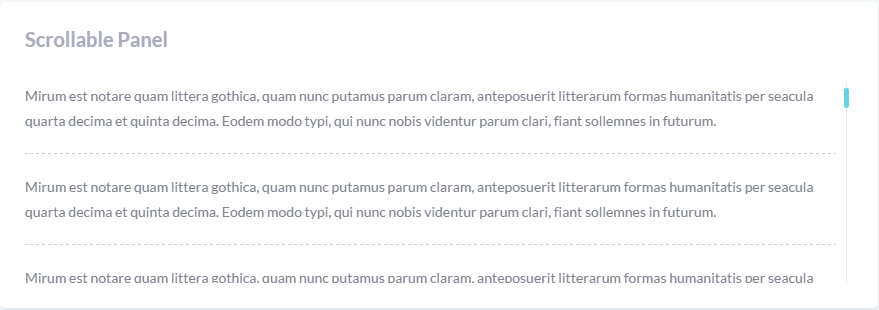 Scrollable Panel
Mirum est notare quam littera gothica, quam nunc putamus parum claram, anteposuerit litterarum formas humanitatis per seacula
quarta decima et quinta decima. Eodem modo typi, qui nunc nobis videntur parum clari, fiant sollemnes in futurum.
Mirum est notare quam littera gothica, quam nunc putamus parum claram, anteposuerit litterarum formas humanitatis per seacula
quarta decima et quinta decima. Eodem modo typi, qui nunc nobis videntur parum clari, fiant sollemnes in futurum.
Mirum est notare quam littera gothica, quam nunc putamus parum claram, anteposuerit litterarum formas humanitatis per seacula